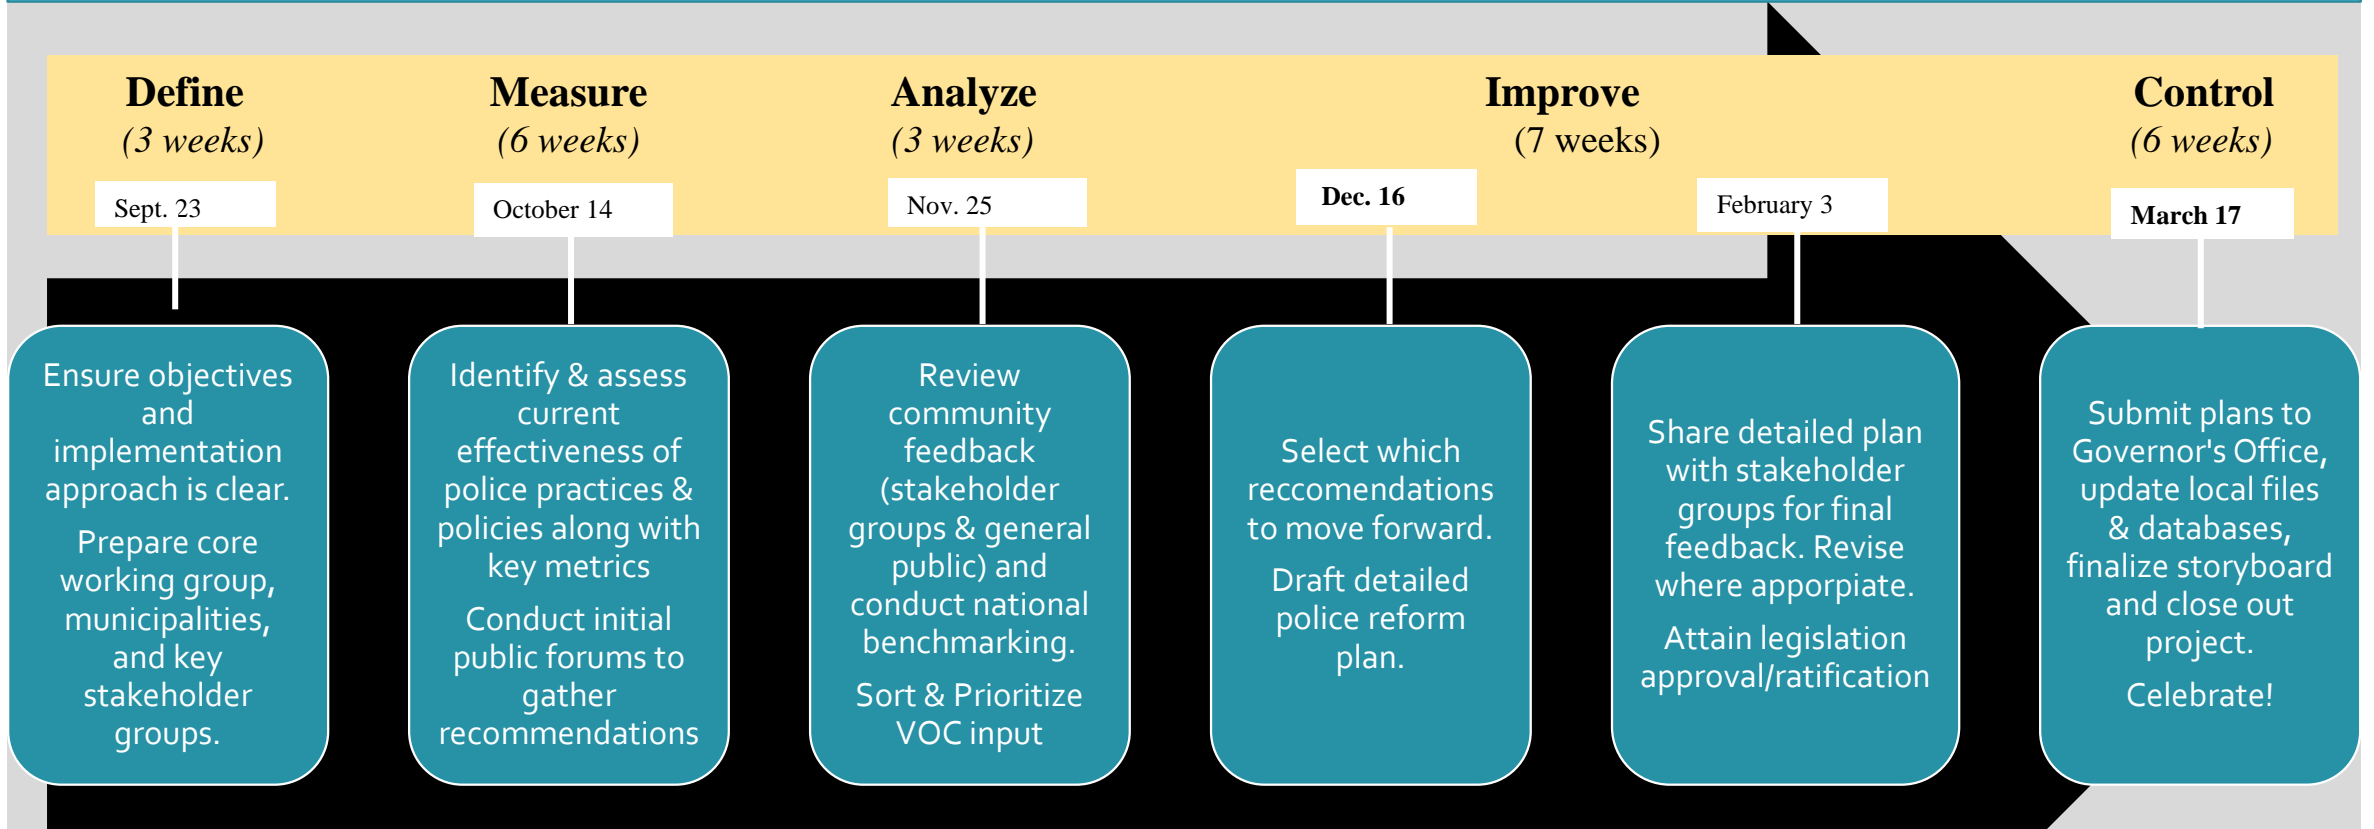 Define
(3 weeks)
Measure
(6 weeks)
Analyze
(3 weeks)
Improve
(7 weeks)
Control
(6 weeks)
Sept. 23
October 14
Nov. 25
Dec. 16
February 3
March 17
Ensure objectives
and
implementation
approach is clear.
Prepare core
working group,
municipalities,
and key
stakeholder
groups.
Identify & assess
current
effectiveness of
police practices &
policies along with
key metrics
Conduct initial
public forums to
gather
recommendations
Review
community
feedback
(stakeholder
groups & general
public) and
conduct national
benchmarking.
Sort & Prioritize
VOC input
Select which
reccomendations
to move forward.
Draft detailed
police reform
plan.
Share detailed plan
with stakeholder
groups for final
feedback. Revise
where apporpiate.
Attain legislation
approval/ratification
Submit plans to
Governor's Office,
update local files
& databases,
finalize storyboard
and close out
project.
Celebrate!